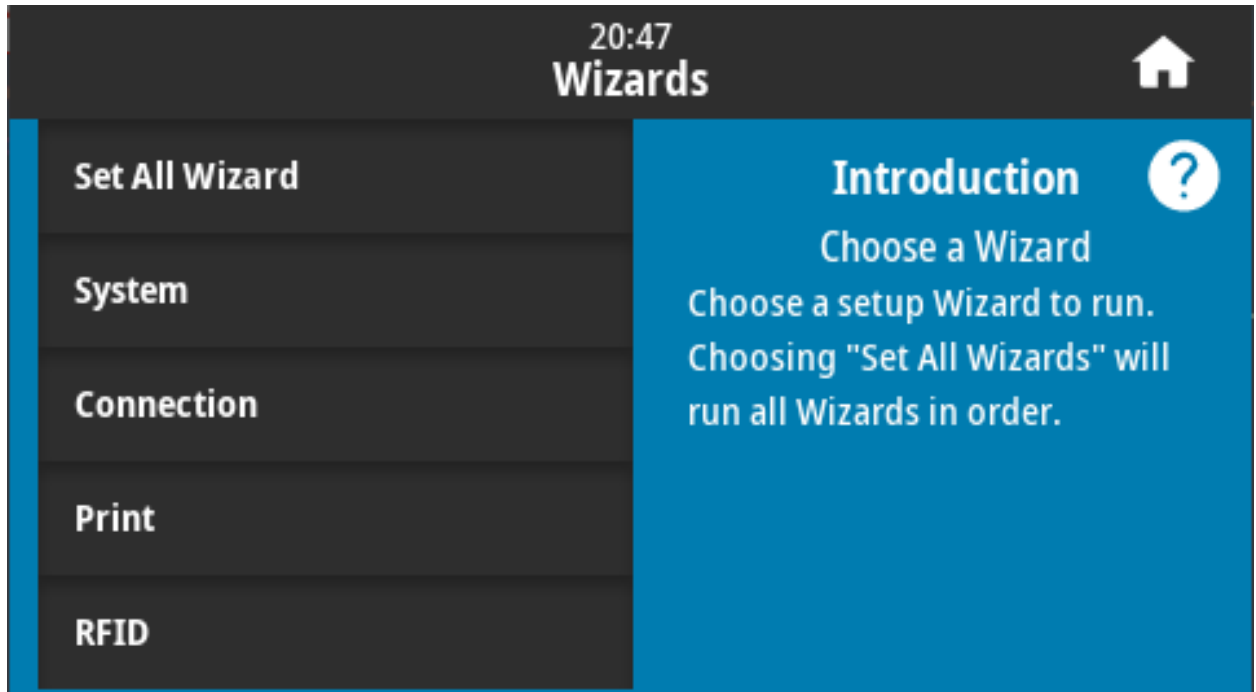 20:47
Wizards
Set All Wizard
System
Connection
Print
RFID
Introduction
?
Choose a Wizard
Choose a setup Wizard to run.
Choosing "Set All Wizards" will
run all Wizards in order.